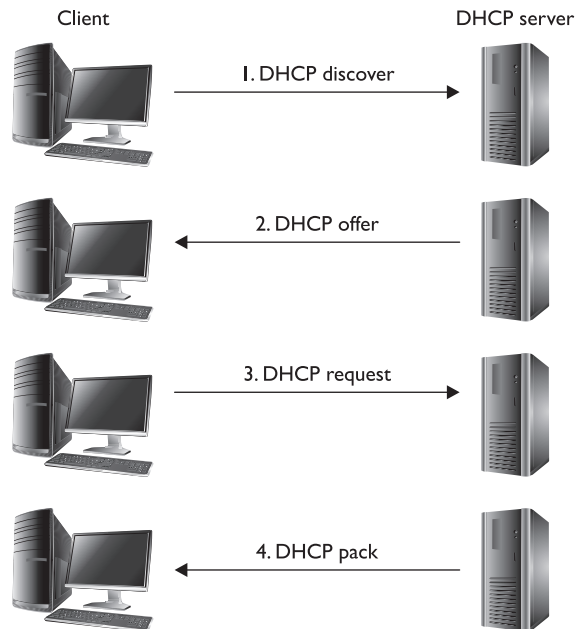 Client
DHCP server
1. DHCP discover
2. DHCP offer
3. DHCP request
4. DHCP pack